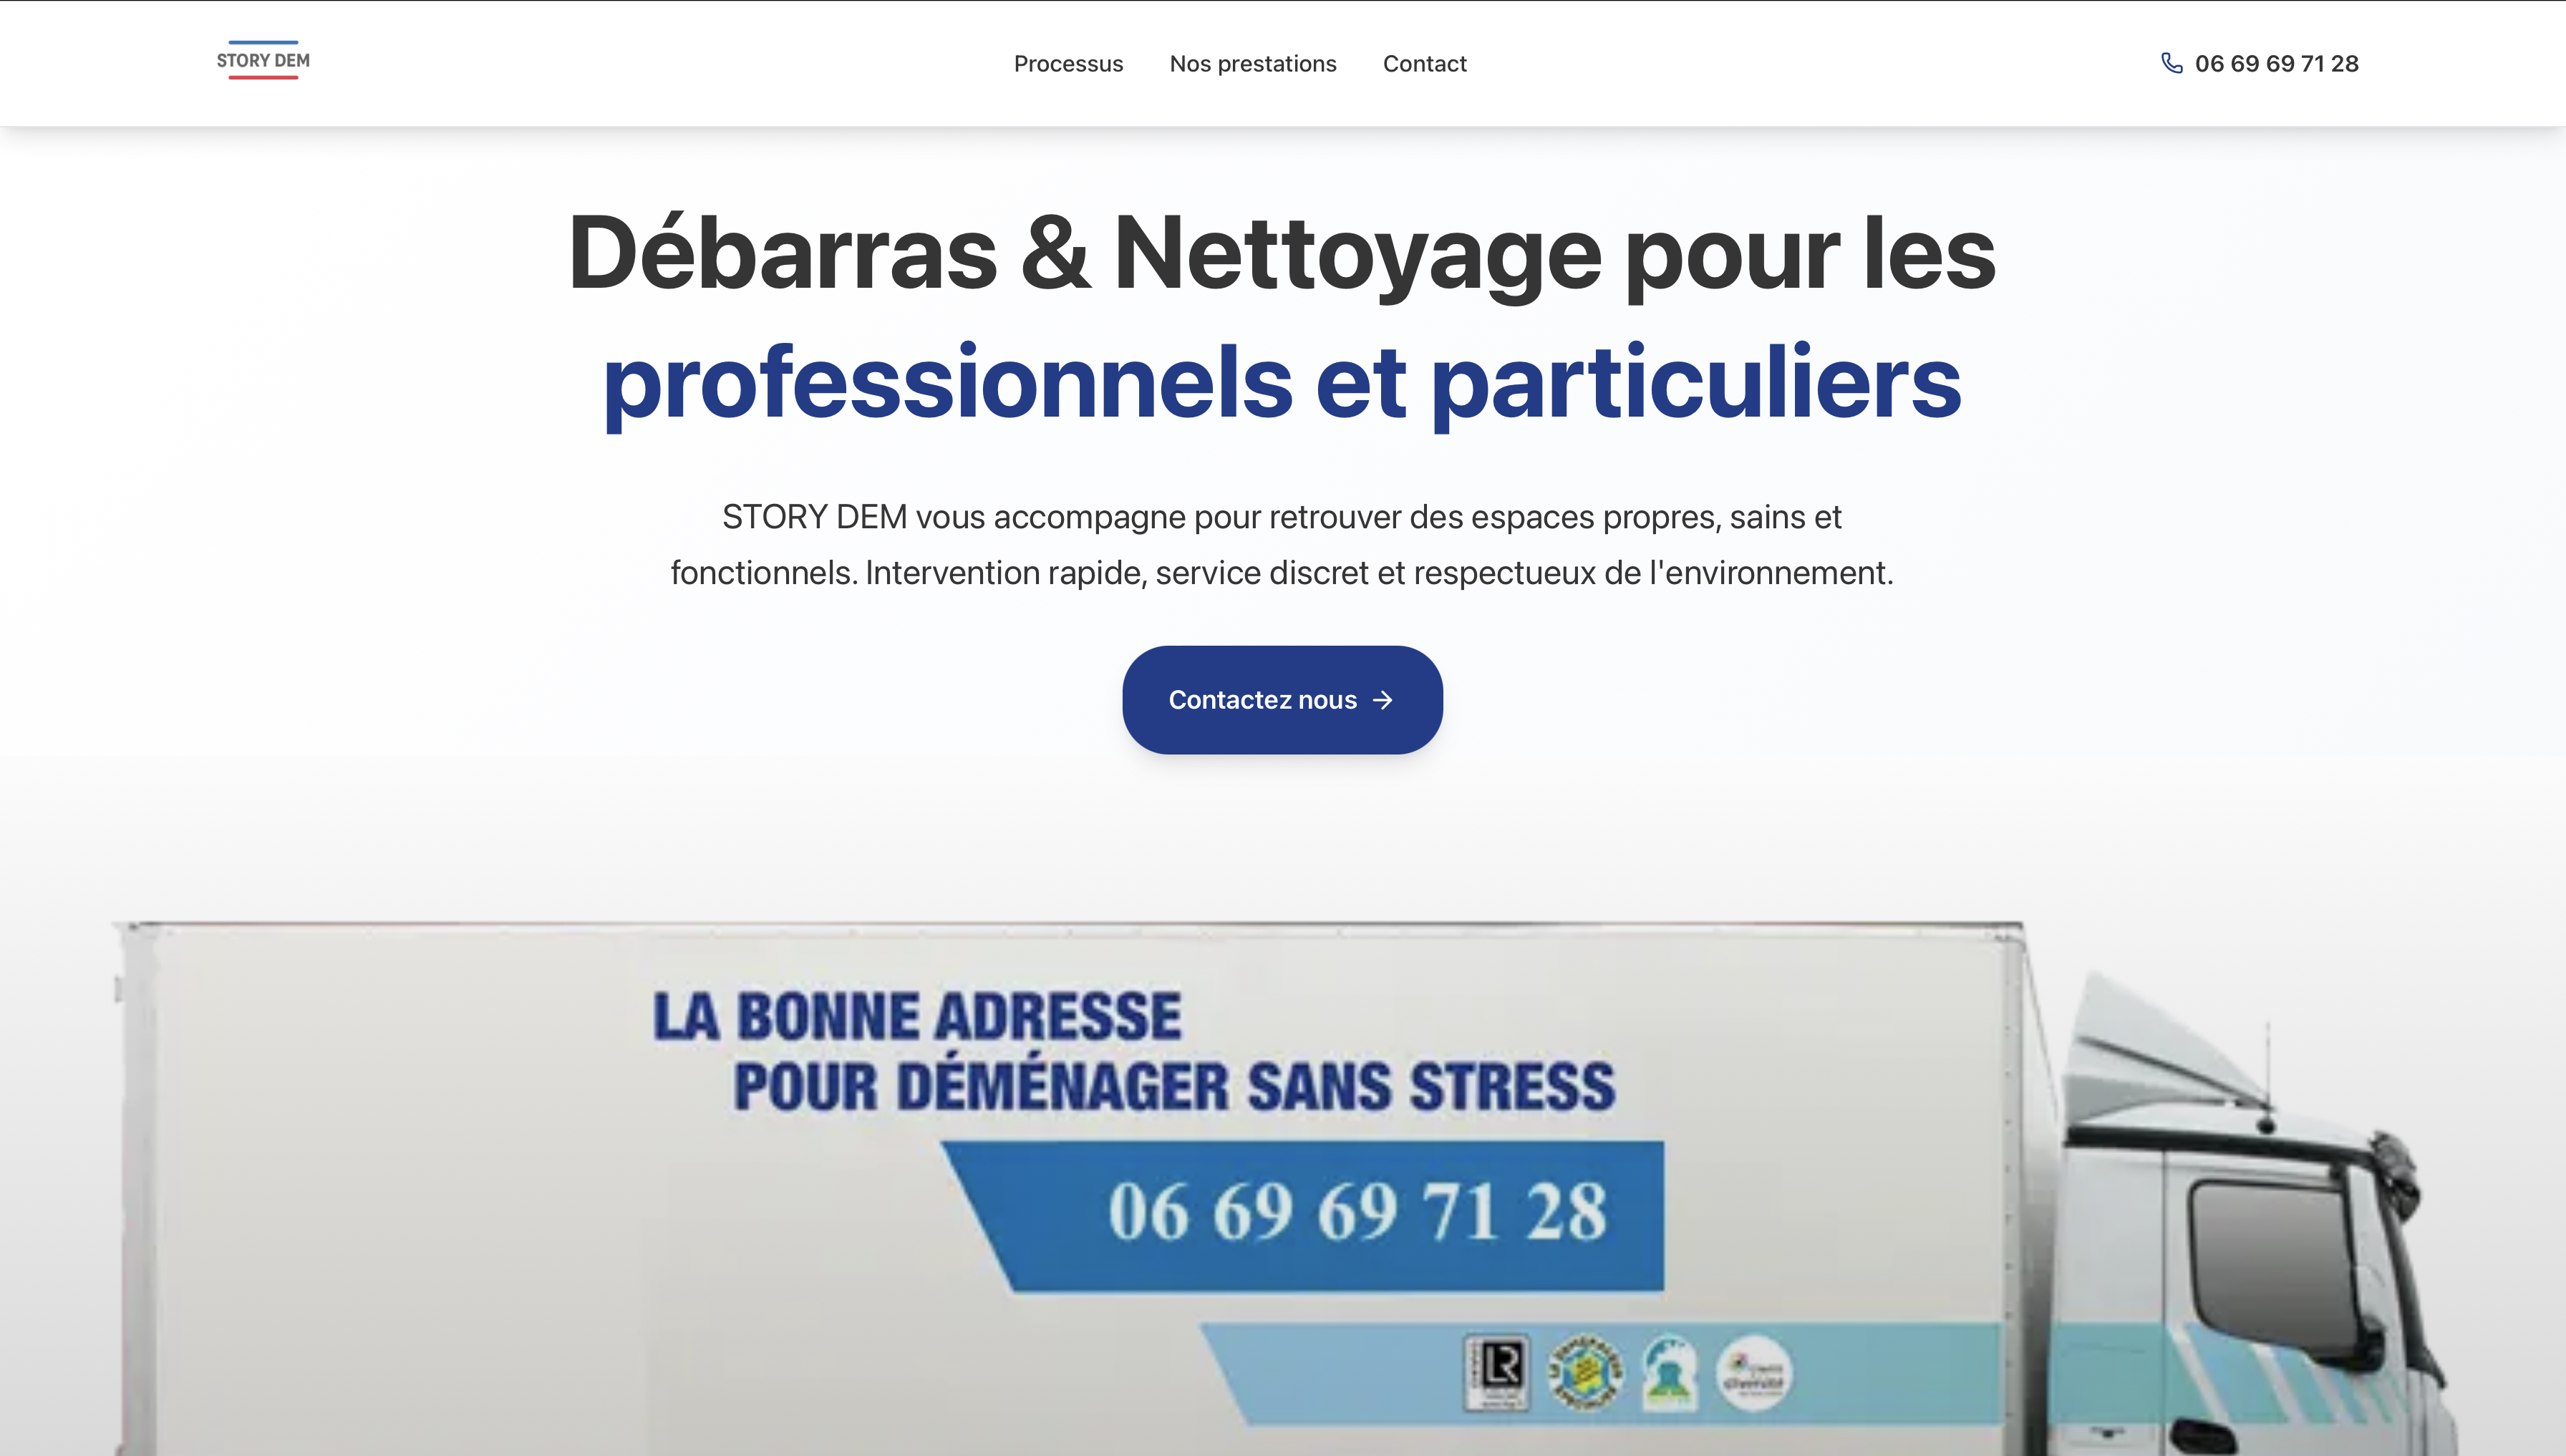 STORY DEM
Processus
Nos prestations
Contact
06 69 69 71 28
Débarras & Nettoyage pour les
professionnels et particuliers
STORY DEM vous accompagne pour retrouver des espaces propres, sains et
fonctionnels. Intervention rapide, service discret et respectueux de l'environnement.
Contactez nous
LA BONNE ADRESSE
POUR DÉMÉNAGER SANS STRESS
06 69 69 71 28
LR